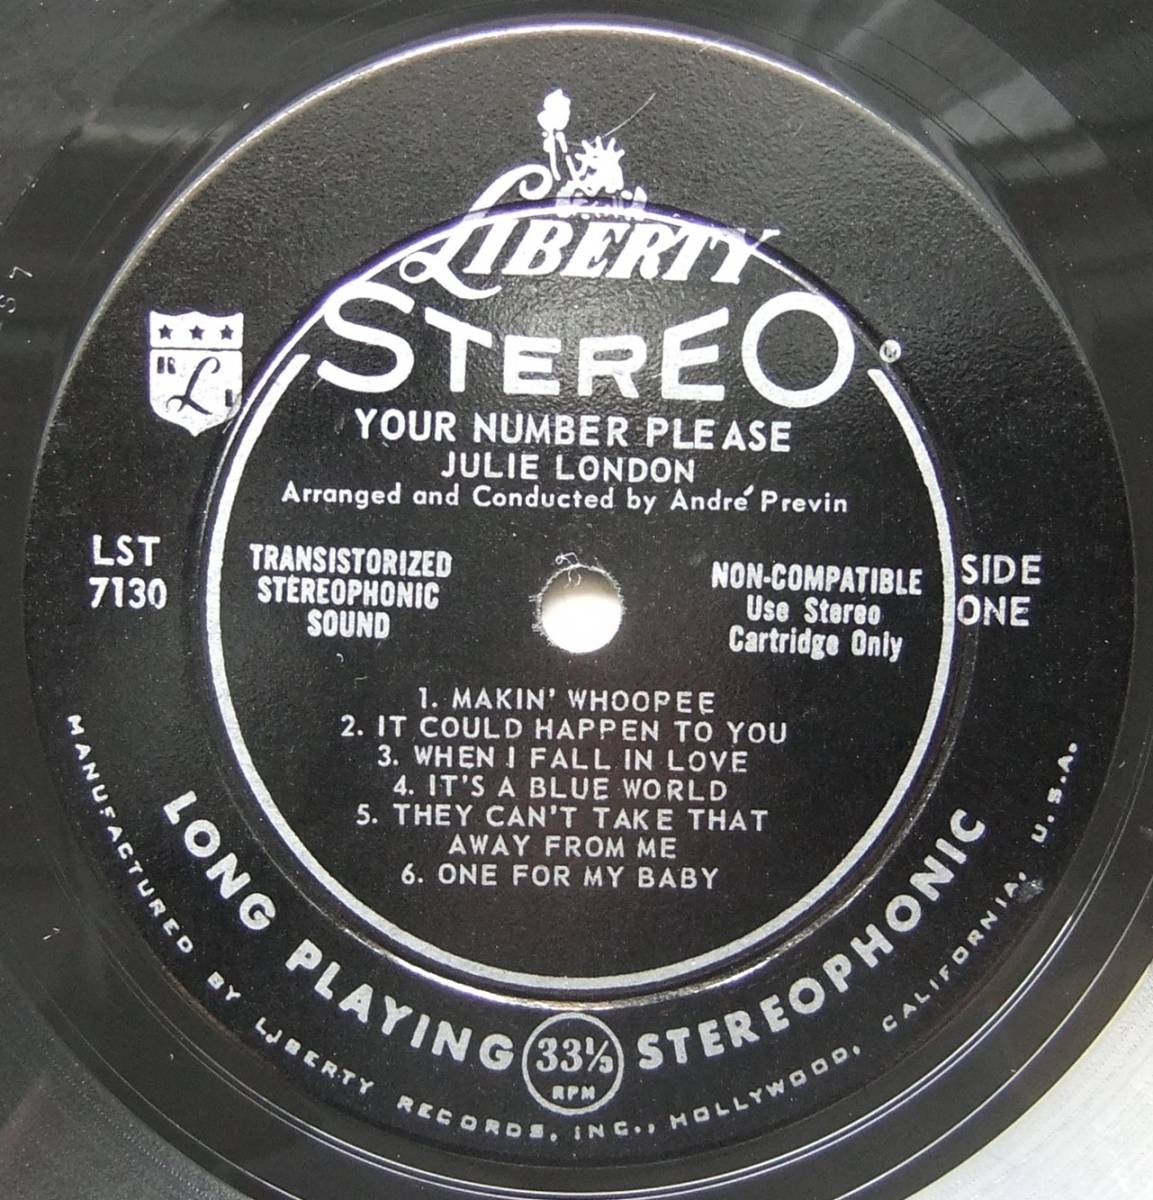 LIBERTY
STEREO
YOUR NUMBER PLEASE
JULIE LONDON
Arranged and Conducted by André Previn
LST
7130
TRANSISTORIZED
STEREOPHONIC
SOUND
NON-COMPATIBLE
Use Stereo
Cartridge Only
SIDE
ONE
1. MAKIN' WHOOPEE
2. IT COULD HAPPEN TO YOU
3. WHEN I FALL IN LOVE
4. IT'S A BLUE WORLD
5. THEY CAN'T TAKE THAT
AWAY FROM ME
6. ONE FOR MY BABY
LONG PLAYING 33⅓ RPM STEREOPHONIC
MANUFACTURED BY LIBERTY RECORDS, INC., HOLLYWOOD, CALIFORNIA, U.S.A.